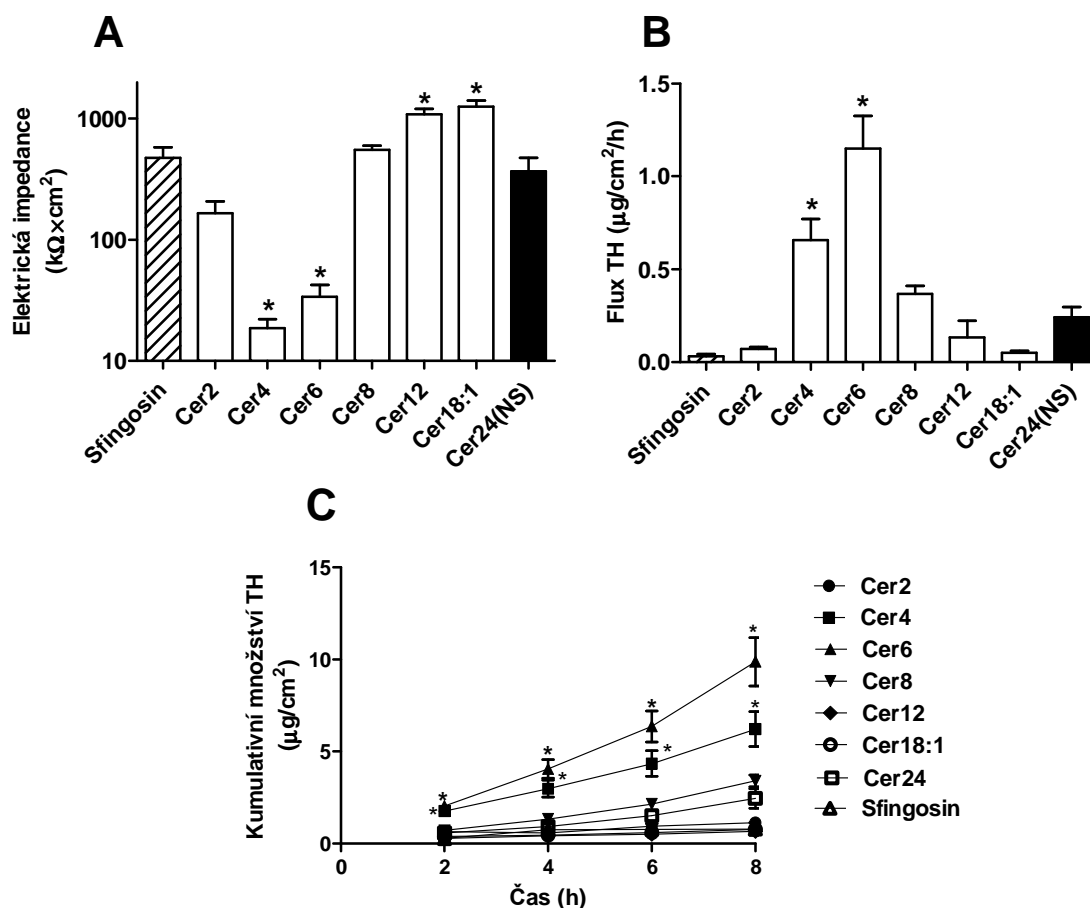 A
Elektrická impedance
(kΩ×cm²)
1000
100
10
Sfingosin
Cer2
Cer4
Cer6
Cer8
Cer12
Cer18:1
Cer24(NS)
* * * *
B
Flux TH (µg/cm²/h)
1.5
1.0
0.5
0.0
Sfingosin
Cer2
Cer4
Cer6
Cer8
Cer12
Cer18:1
Cer24(NS)
* *
C
Kumulativní množství TH
(µg/cm²)
15
10
5
0
0 2 4 6 8
Čas (h)
* * * * * * * *
Cer2
Cer4
Cer6
Cer8
Cer12
Cer18:1
Cer24
Sfingosin